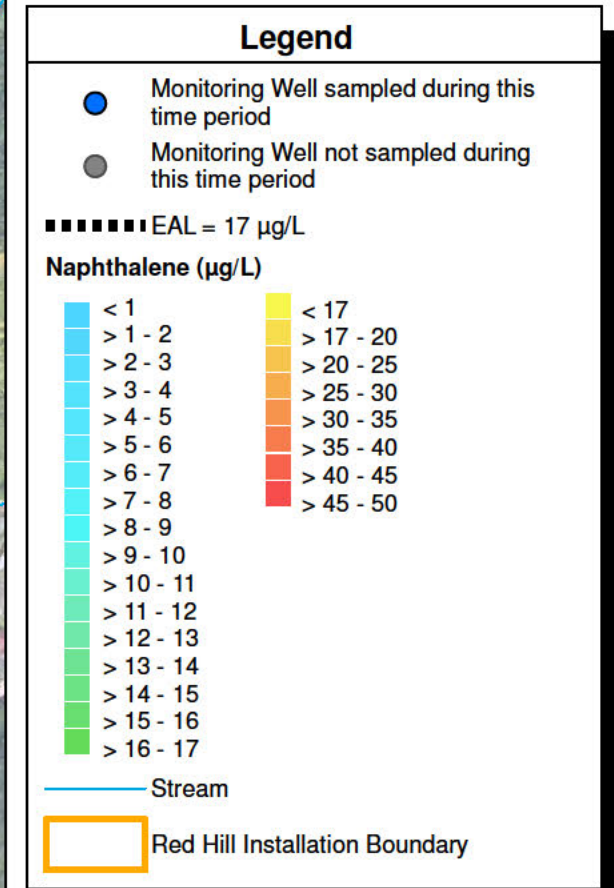 Legend
Monitoring Well sampled during this
time period
Monitoring Well not sampled during
this time period
EAL = 17 µg/L
Naphthalene (µg/L)
< 1
> 1 - 2
> 2 - 3
> 3 - 4
> 4 - 5
> 5 - 6
> 6 - 7
> 7 - 8
> 8 - 9
> 9 - 10
> 10 - 11
> 11 - 12
> 12 - 13
> 13 - 14
> 14 - 15
> 15 - 16
> 16 - 17
< 17
> 17 - 20
> 20 - 25
> 25 - 30
> 30 - 35
> 35 - 40
> 40 - 45
> 45 - 50
Stream
Red Hill Installation Boundary